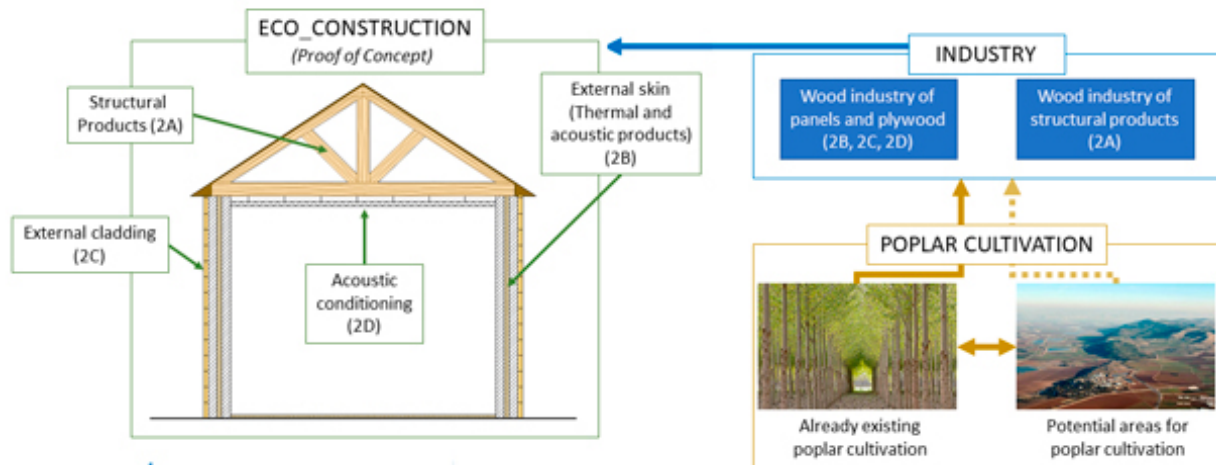 ECO_CONSTRUCTION
(Proof of Concept)
Structural
Products (2A)
External skin
(Thermal and
acoustic products)
(2B)
External cladding
(2C)
Acoustic
conditioning
(2D)
INDUSTRY
Wood industry of
panels and plywood
(2B, 2C, 2D)
Wood industry of
structural products
(2A)
POPLAR CULTIVATION
Already existing
poplar cultivation
Potential areas for
poplar cultivation